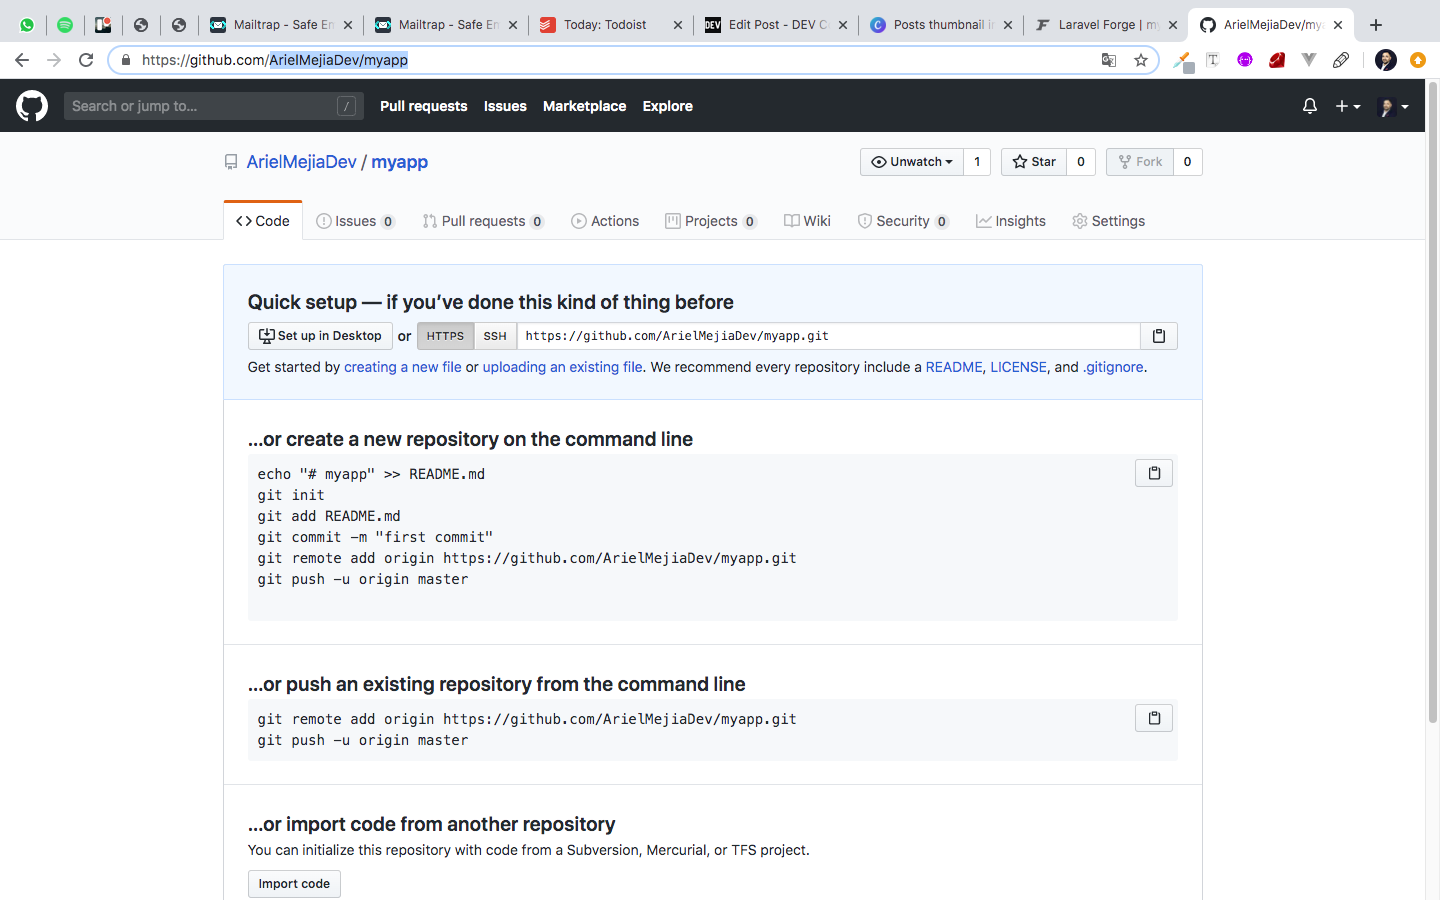 Mailtrap - Safe Em
Mailtrap - Safe Em
Today: Todoist
DEV
Edit Post - DEV C
Posts thumbnail in
Laravel Forge | my
ArielMejiaDev/mya
https://github.com/ArielMejiaDev/myapp
Search or jump to...
/
Pull requests
Issues
Marketplace
Explore
ArielMejiaDev / myapp
Unwatch 1
Star 0
Fork 0
Code
Issues 0
Pull requests 0
Actions
Projects 0
Wiki
Security 0
Insights
Settings
Quick setup — if you’ve done this kind of thing before
Set up in Desktop or HTTPS SSH https://github.com/ArielMejiaDev/myapp.git
Get started by creating a new file or uploading an existing file. We recommend every repository include a README, LICENSE, and .gitignore.
...or create a new repository on the command line
echo "# myapp" >> README.md
git init
git add README.md
git commit -m "first commit"
git remote add origin https://github.com/ArielMejiaDev/myapp.git
git push -u origin master
...or push an existing repository from the command line
git remote add origin https://github.com/ArielMejiaDev/myapp.git
git push -u origin master
...or import code from another repository
You can initialize this repository with code from a Subversion, Mercurial, or TFS project.
Import code